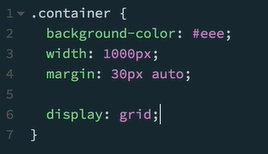 1 .container {
2 background-color: #eee;
3 width: 1000px;
4 margin: 30px auto;
5
6 display: grid;
7 }